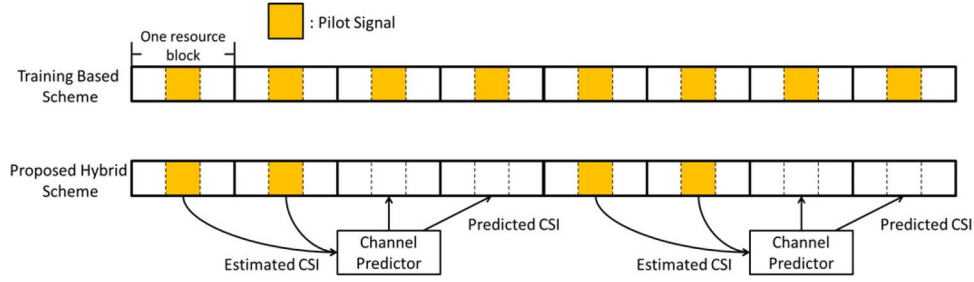 : Pilot Signal
One resource
block
Training Based
Scheme
Proposed Hybrid
Scheme
Predicted CSI
Predicted CSI
Channel
Predictor
Channel
Predictor
Estimated CSI
Estimated CSI